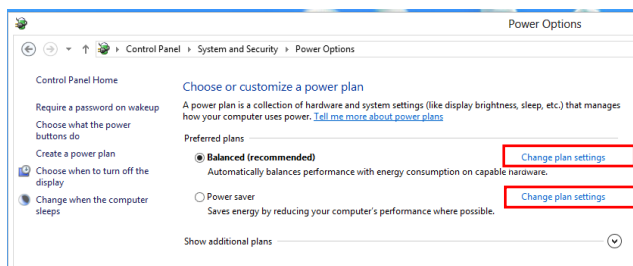 Power Options
Control Panel ▸ System and Security ▸ Power Options
Control Panel Home
Require a password on wakeup
Choose what the power
buttons do
Create a power plan
Choose when to turn off the
display
Change when the computer
sleeps
Choose or customize a power plan
A power plan is a collection of hardware and system settings (like display brightness, sleep, etc.) that manages
how your computer uses power. Tell me more about power plans
Preferred plans
Balanced (recommended) Change plan settings
Automatically balances performance with energy consumption on capable hardware.
Power saver Change plan settings
Saves energy by reducing your computer's performance where possible.
Show additional plans